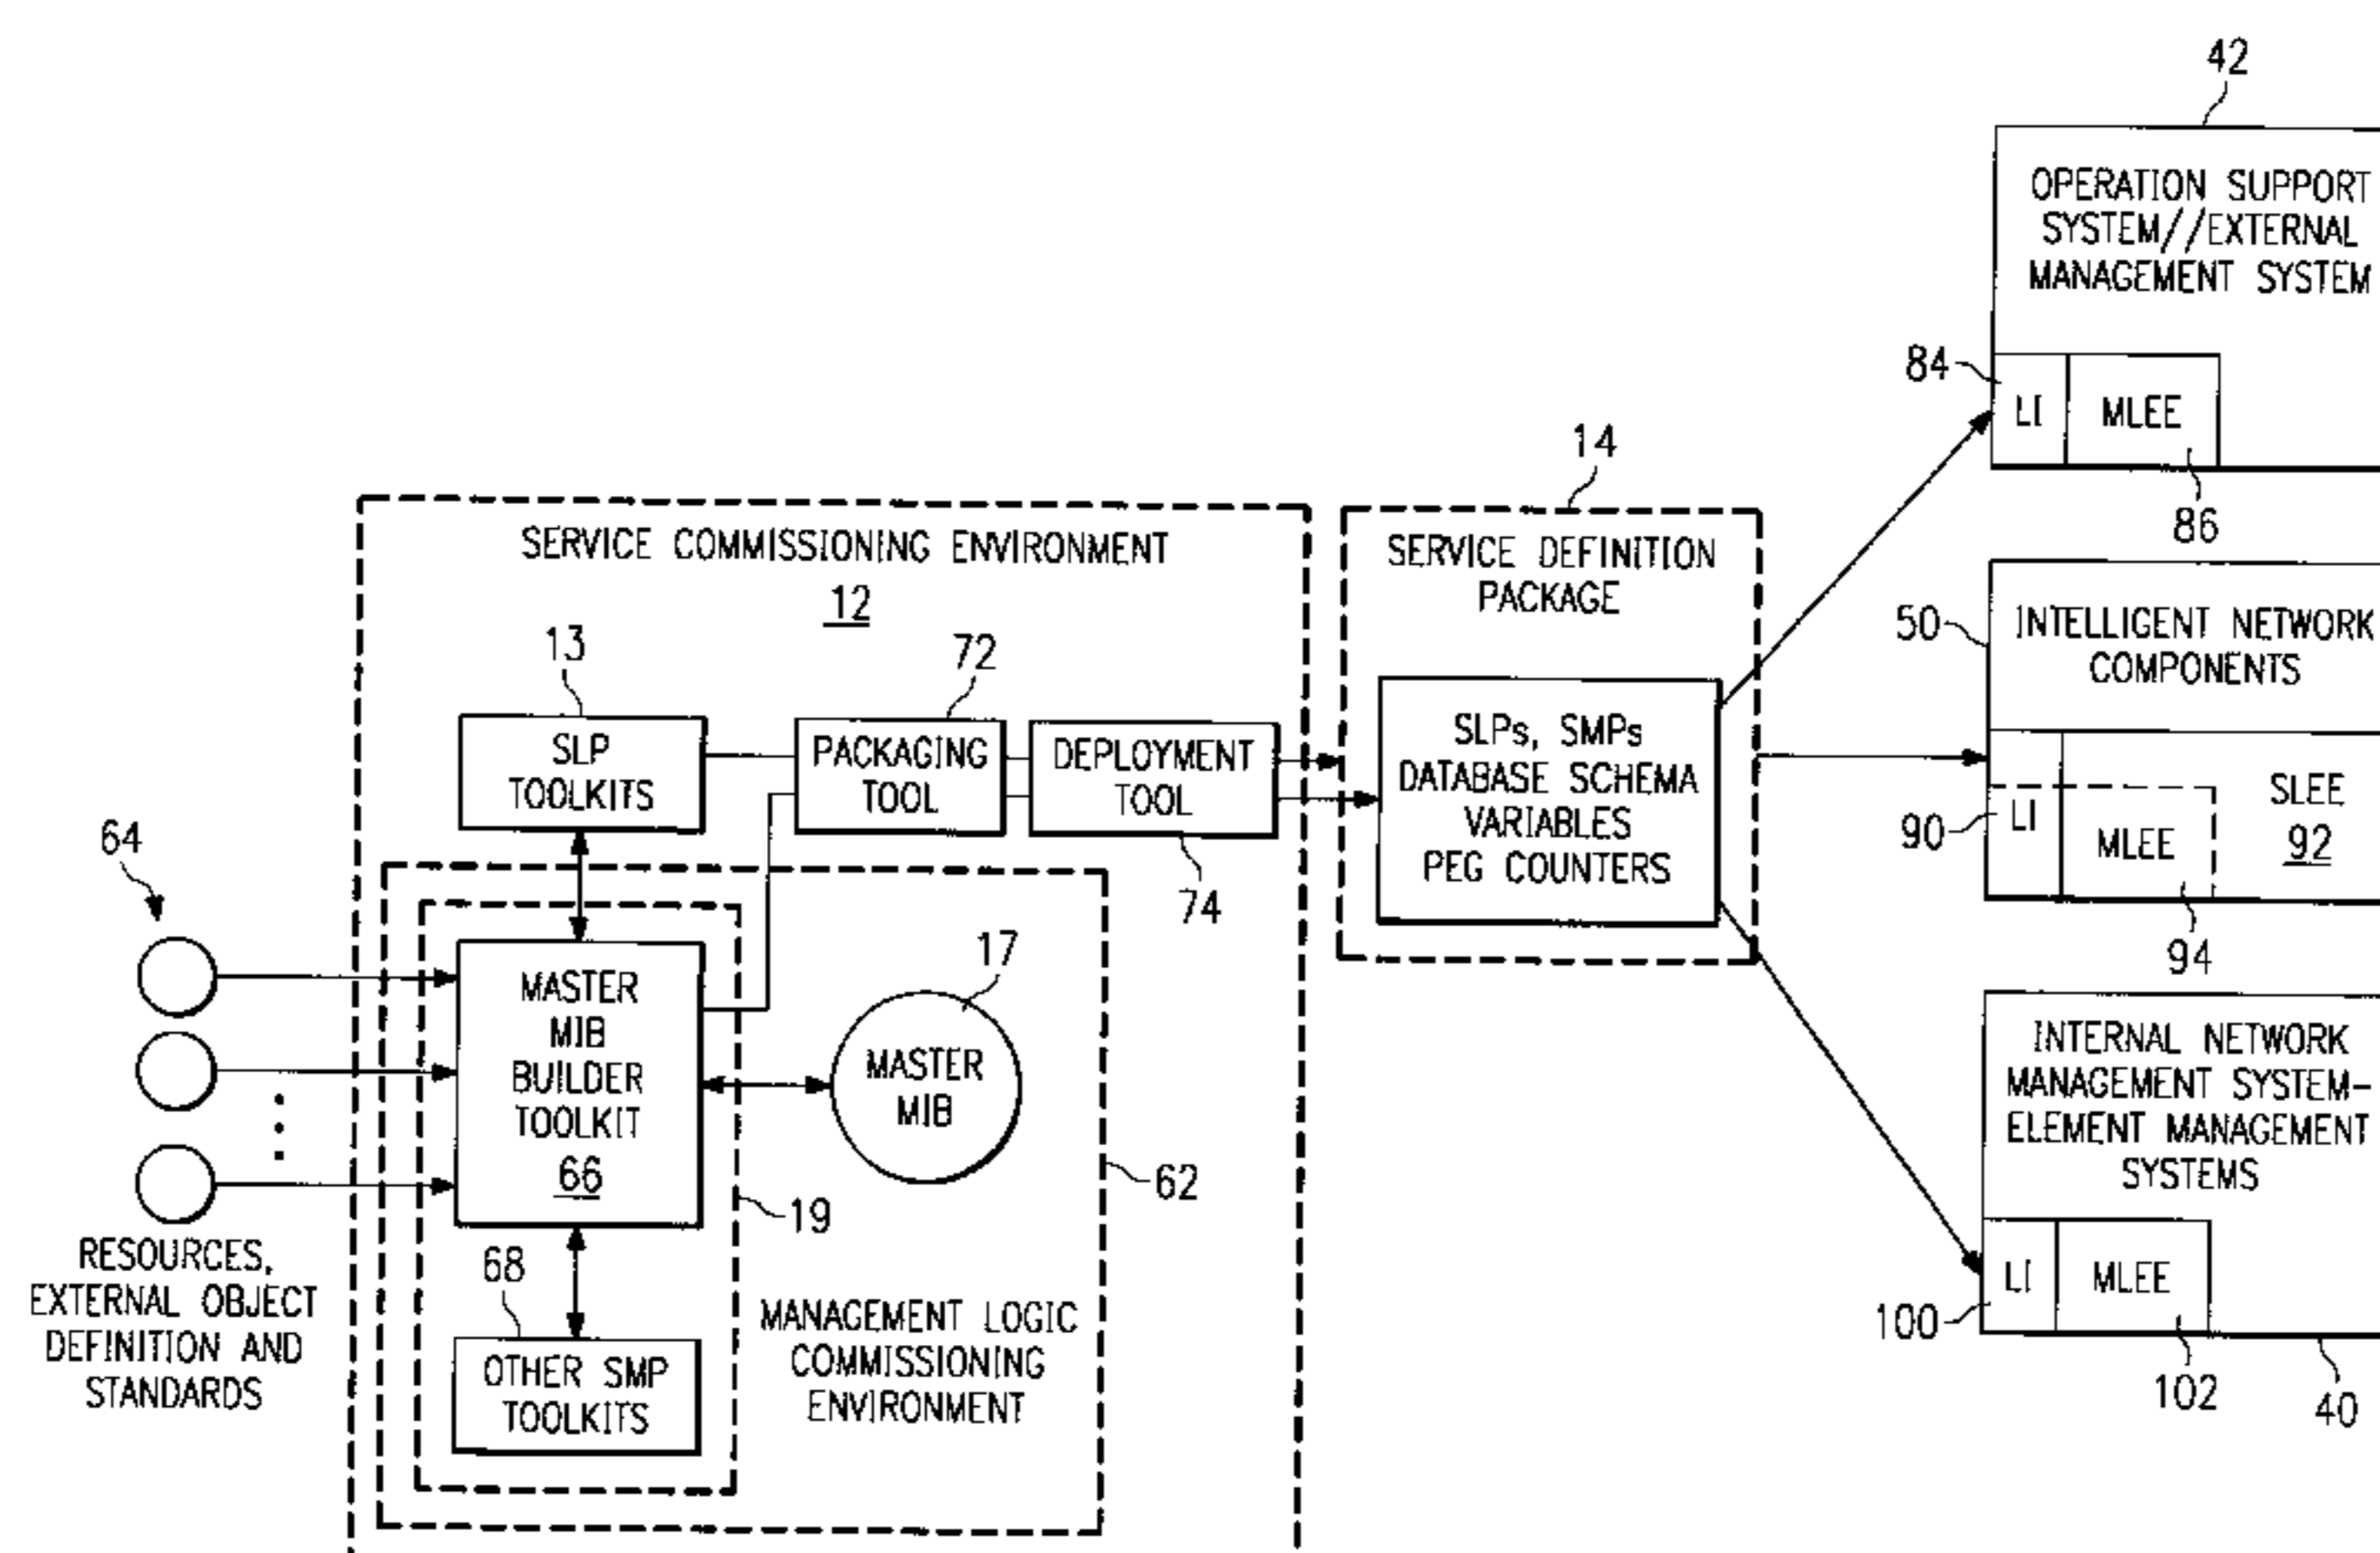 42
OPERATION SUPPORT
SYSTEM//EXTERNAL
MANAGEMENT SYSTEM
84
LI
MLEE
86
14
SERVICE COMMISSIONING ENVIRONMENT
12
SERVICE DEFINITION
PACKAGE
50
INTELLIGENT NETWORK
COMPONENTS
13
72
SLP
TOOLKITS
PACKAGING
TOOL
DEPLOYMENT
TOOL
74
SLPs, SMPs
DATABASE SCHEMA
VARIABLES
PEG COUNTERS
90
LI
MLEE
SLEE
92
94
64
17
MASTER
MIB
BUILDER
TOOLKIT
66
MASTER
MIB
62
19
INTERNAL NETWORK
MANAGEMENT SYSTEM-
ELEMENT MANAGEMENT
SYSTEMS
RESOURCES,
EXTERNAL OBJECT
DEFINITION AND
STANDARDS
68
OTHER SMP
TOOLKITS
MANAGEMENT LOGIC
COMMISSIONING
ENVIRONMENT
100
LI
MLEE
102
40